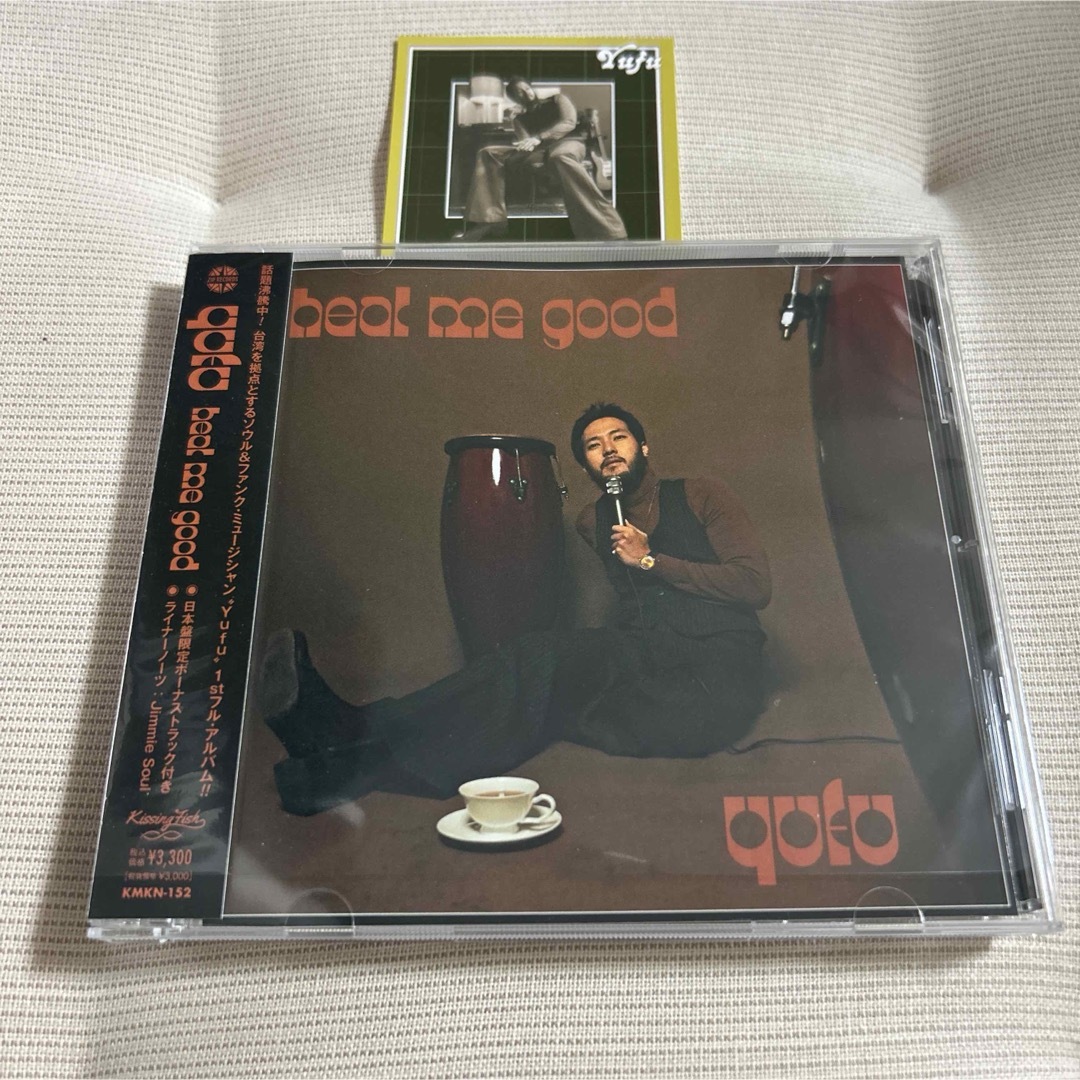 Yufu
heal me good
yufu
ZIP RECORDS
yufu
heal me good
話題沸騰中！ 台湾を拠点とするソウル&ファンク・ミュージシャン“Yufu” 1stフル・アルバム!!
◉ 日本盤限定ボーナストラック付き
◉ ライナーノーツ：Jimmie Soul
Kissing fish
税込価格 ¥3,300
[税抜価格 ¥3,000]
KMKN-152